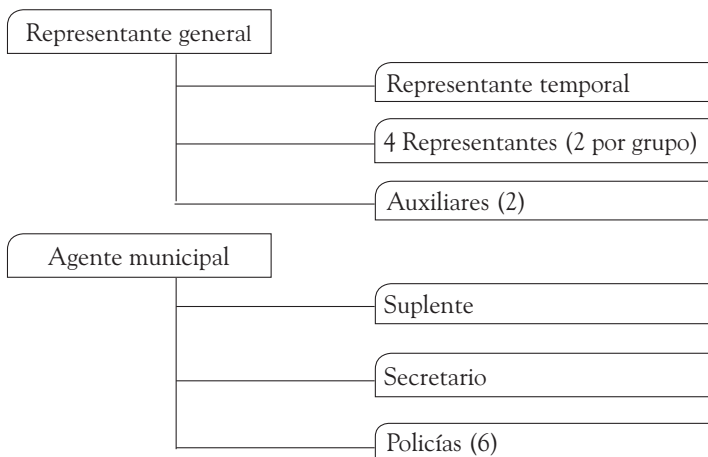 Representante general
Representante temporal
4 Representantes (2 por grupo)
Auxiliares (2)
Agente municipal
Suplente
Secretario
Policías (6)